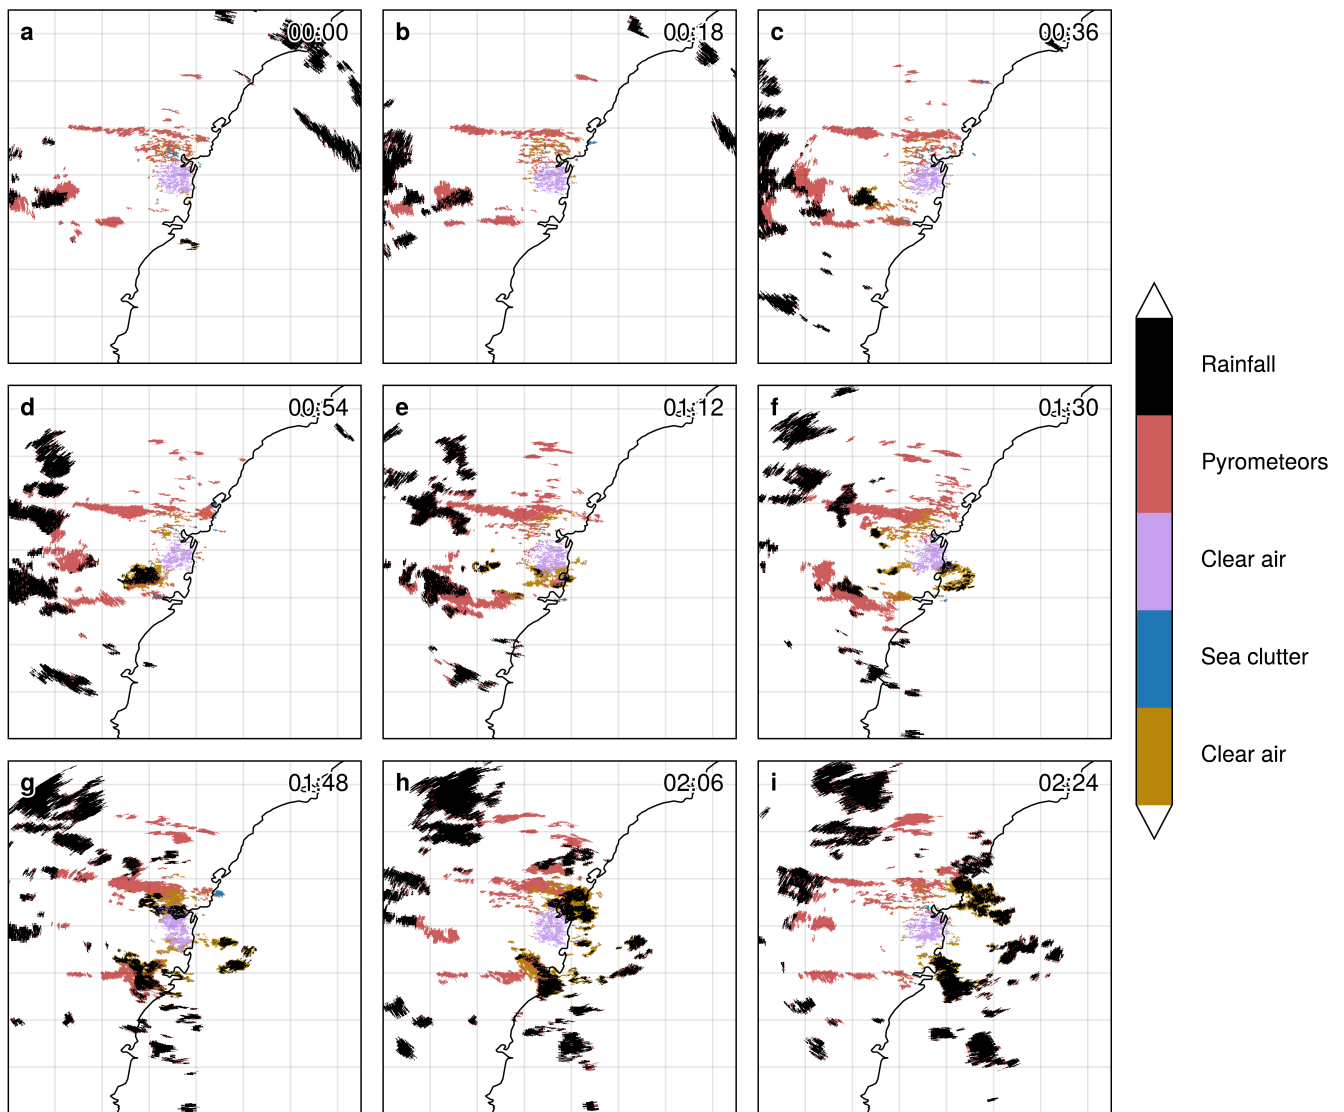 a 00:00
b 00:18
c 00:36
d 00:54
e 01:12
f 01:30
g 01:48
h 02:06
i 02:24
Rainfall
Pyrometeors
Clear air
Sea clutter
Clear air